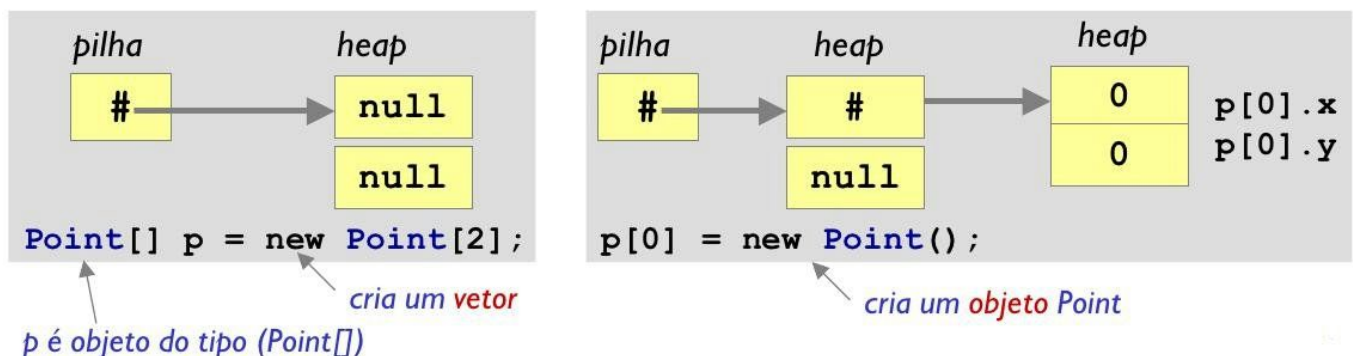 pilha heap
# null
null
Point[] p = new Point[2];
cria um vetor
p é objeto do tipo (Point[])
pilha heap heap
# # 0 p[0].x
null 0 p[0].y
p[0] = new Point();
cria um objeto Point